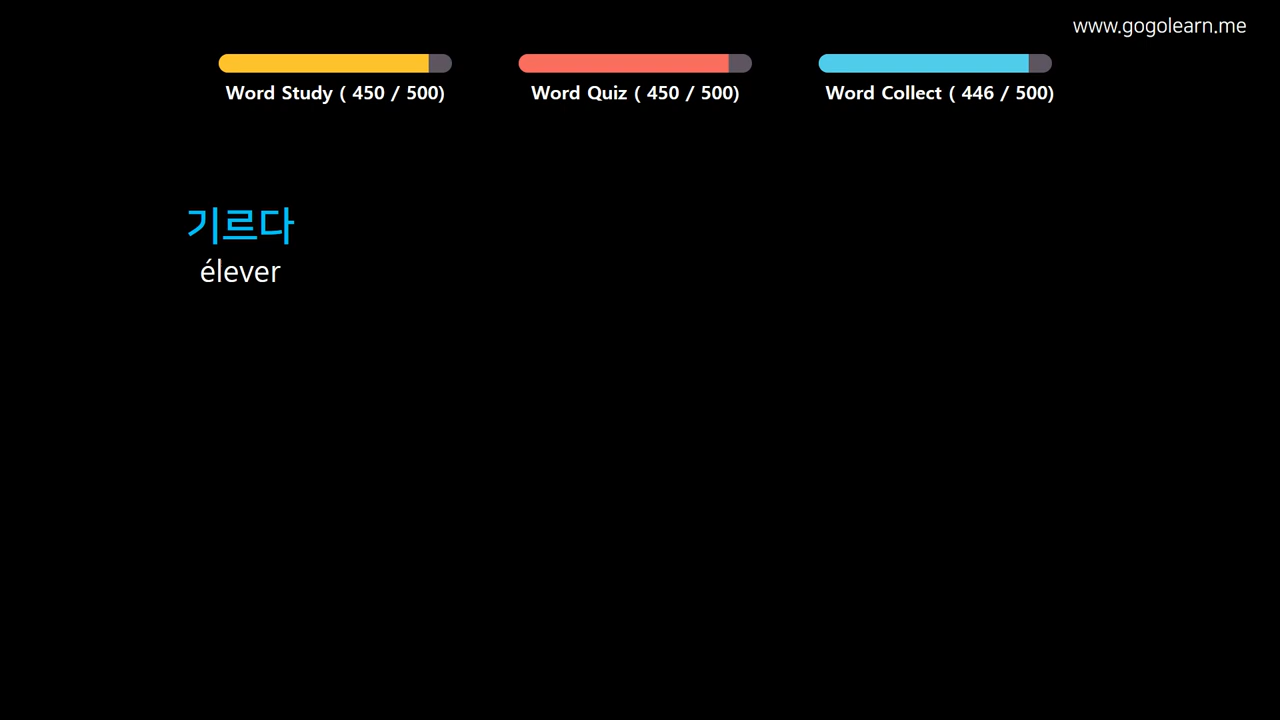 www.gogolearn.me
Word Study ( 450 / 500)
Word Quiz ( 450 / 500)
Word Collect ( 446 / 500)
기르다
élever